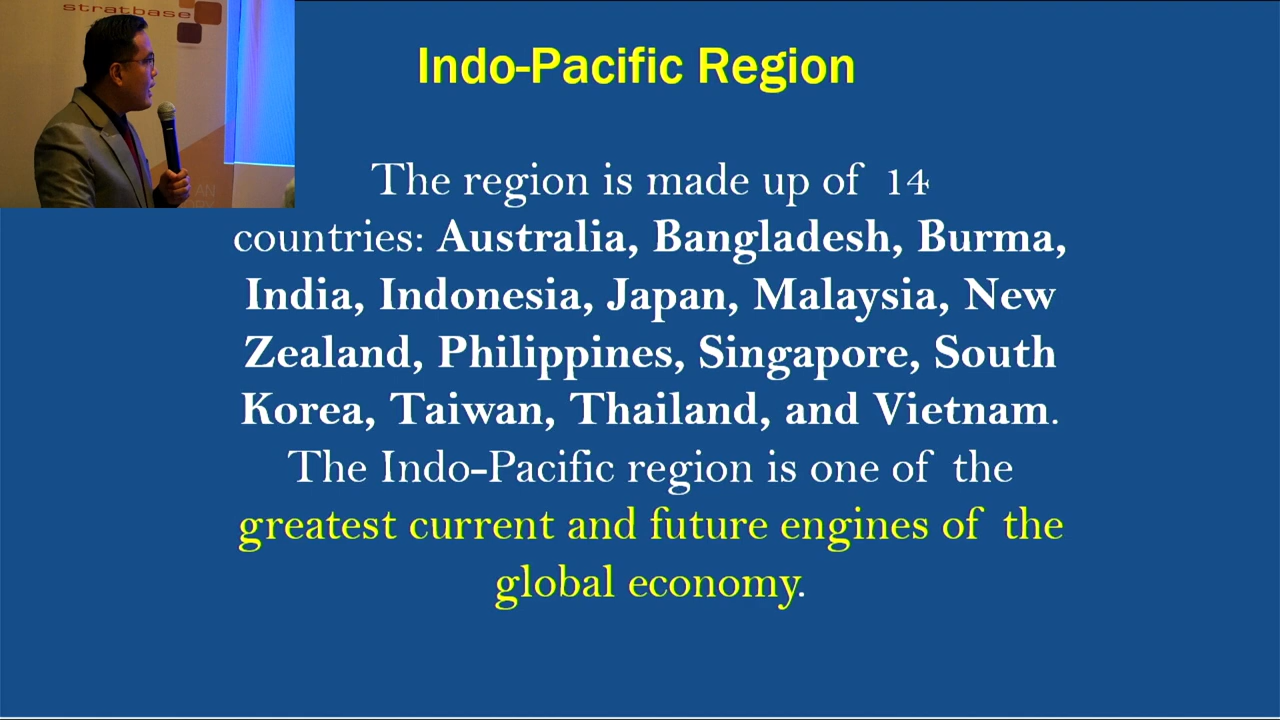 stratbase
Indo-Pacific Region
The region is made up of 14
countries: Australia, Bangladesh, Burma,
India, Indonesia, Japan, Malaysia, New
Zealand, Philippines, Singapore, South
Korea, Taiwan, Thailand, and Vietnam.
The Indo-Pacific region is one of the
greatest current and future engines of the
global economy.